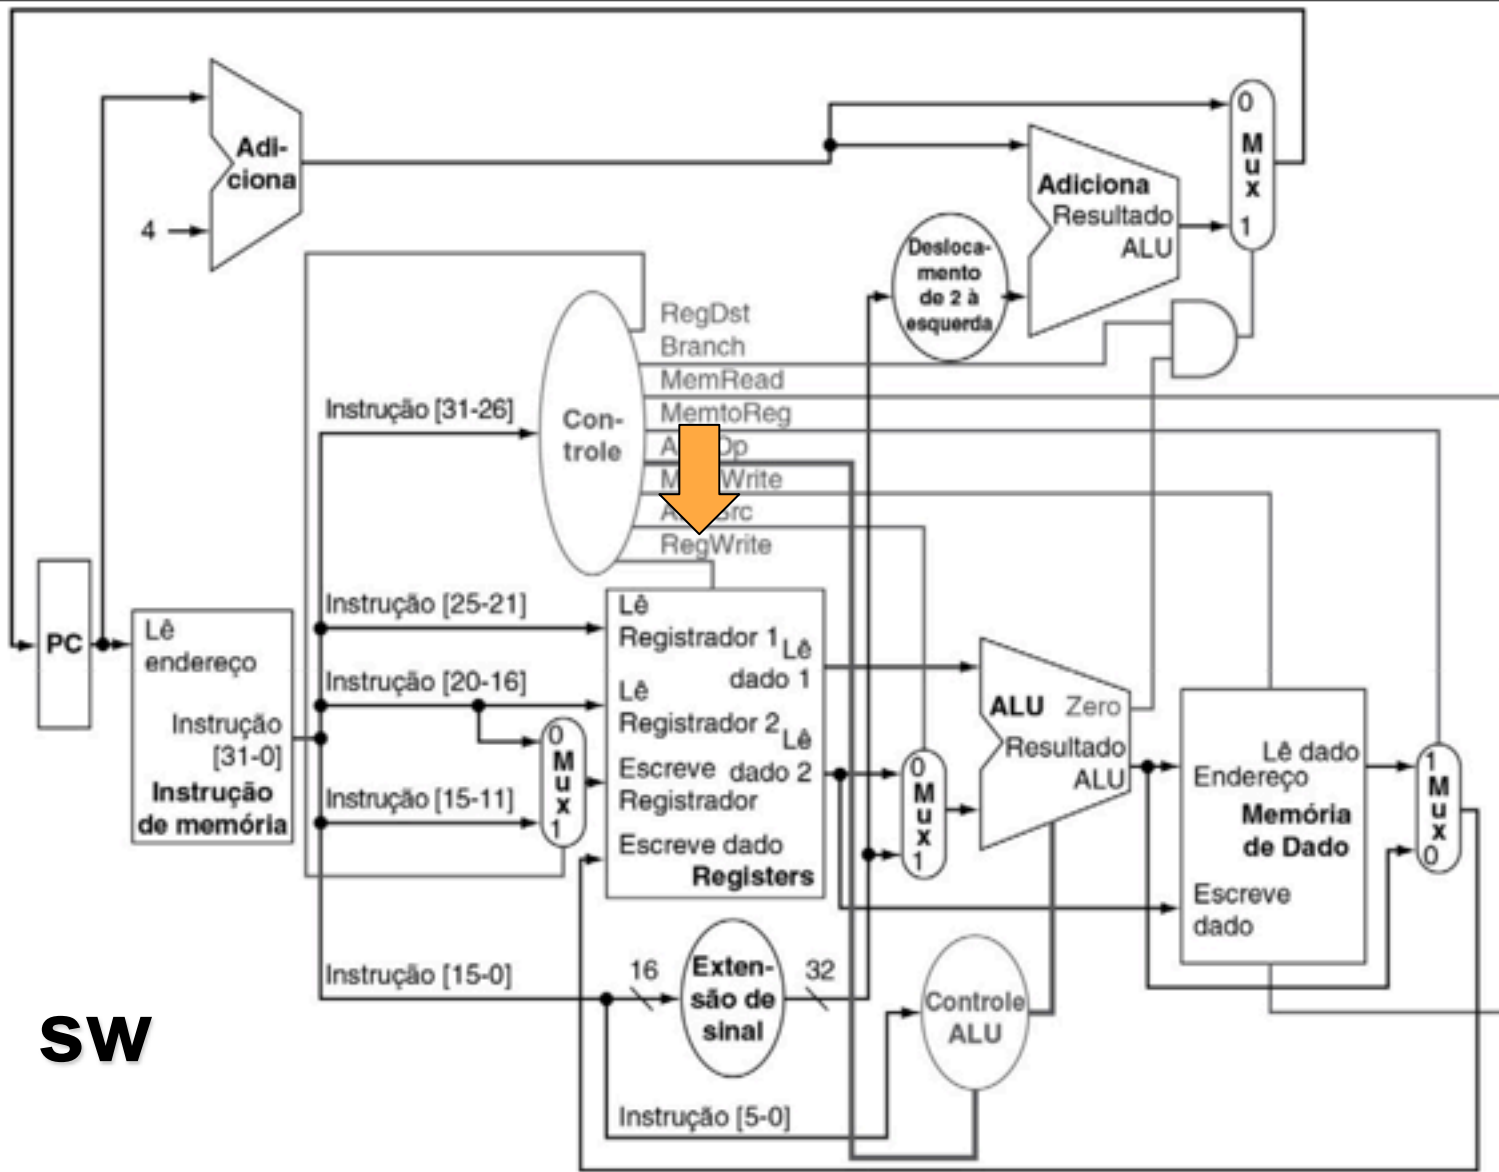 Adi-
ciona
4
0
Mux
1
Adiciona
Resultado
ALU
Desloca-
mento
de 2 à
esquerda
RegDst
Branch
MemRead
MemtoReg
RegWrite
Con-
trole
Instrução [31-26]
Instrução [25-21]
Instrução [20-16]
Instrução [15-11]
Instrução [15-0]
Instrução [5-0]
PC
Lê
endereço
Instrução
[31-0]
Instrução
de memória
0
Mux
1
Lê
Registrador 1
Lê
dado 1
Lê
Registrador 2
Lê
dado 2
Escreve
Registrador
Escreve dado
Registers
0
Mux
1
ALU Zero
Resultado
ALU
Lê dado
Endereço
Memória
de Dado
Escreve
dado
1
Mux
0
16
Exten-
são de
sinal
32
Controle
ALU
sw